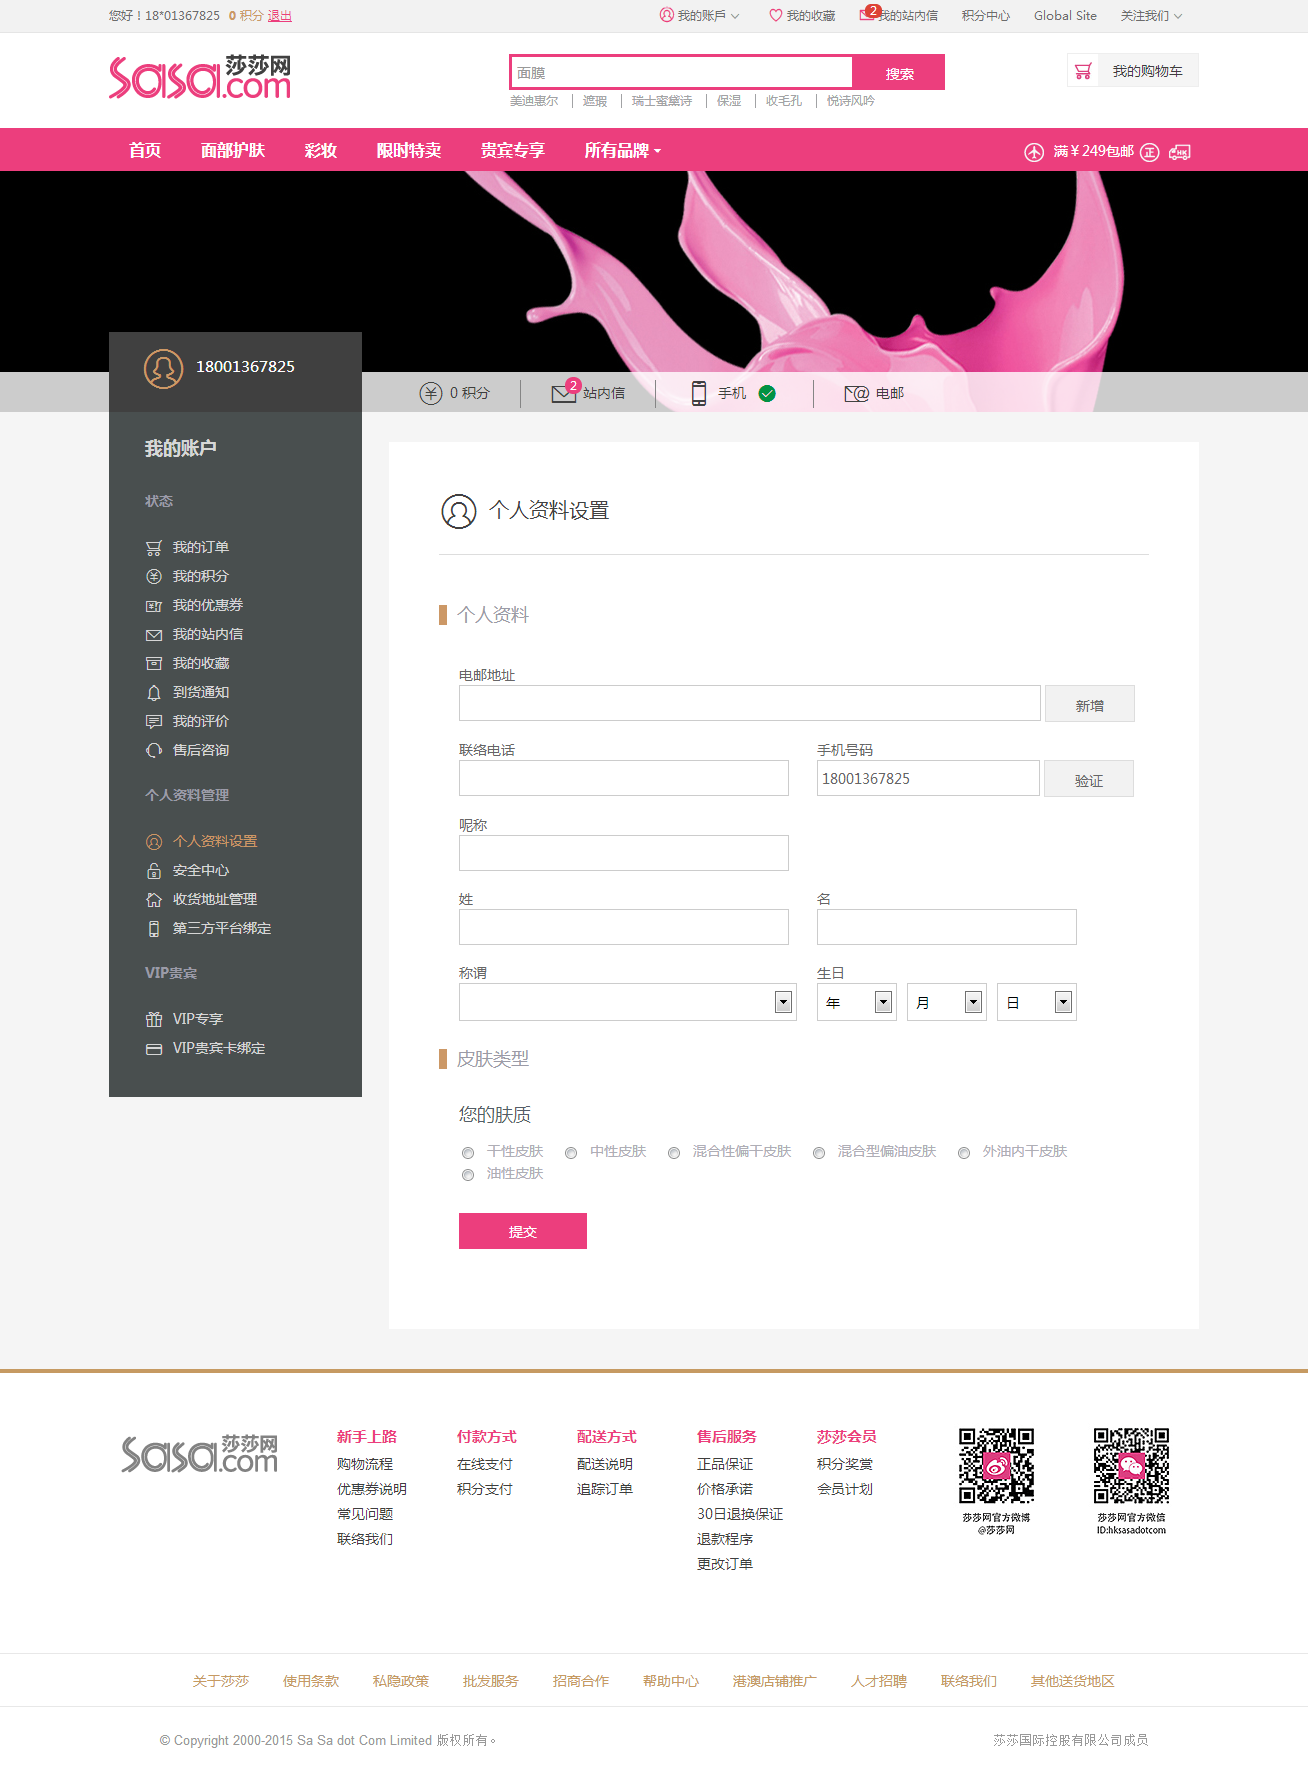 您好！18*01367825 0 积分 退出 我的账戶 我的收藏 2 我的站内信 积分中心 Global Site 关注我们
sasa莎莎网.com
面膜 搜索 我的购物车
美迪惠尔 遮瑕 瑞士蜜黛诗 保湿 收毛孔 悦诗风吟
首页 面部护肤 彩妆 限时特卖 贵宾专享 所有品牌 满￥249包邮 正 HK
18001367825
0 积分 2 站内信 手机 @ 电邮
我的账户
状态
我的订单
我的积分
我的优惠券
我的站内信
我的收藏
到货通知
我的评价
售后咨询
个人资料管理
个人资料设置
安全中心
收货地址管理
第三方平台绑定
VIP贵宾
VIP专享
VIP贵宾卡绑定
个人资料设置
个人资料
电邮地址
新增
联络电话 手机号码
18001367825 验证
呢称
姓 名
称谓 生日
年 月 日
皮肤类型
您的肤质
干性皮肤 中性皮肤 混合性偏干皮肤 混合型偏油皮肤 外油内干皮肤
油性皮肤
提交
sasa莎莎网.com
新手上路
购物流程
优惠券说明
常见问题
联络我们
付款方式
在线支付
积分支付
配送方式
配送说明
追踪订单
售后服务
正品保证
价格承诺
30日退换保证
退款程序
更改订单
莎莎会员
积分奖赏
会员计划
莎莎网官方微博
@莎莎网
莎莎网官方微信
ID:hksasadotcom
关于莎莎 使用条款 私隐政策 批发服务 招商合作 帮助中心 港澳店铺推广 人才招聘 联络我们 其他送货地区
© Copyright 2000-2015 Sa Sa dot Com Limited 版权所有。 莎莎国际控股有限公司成员